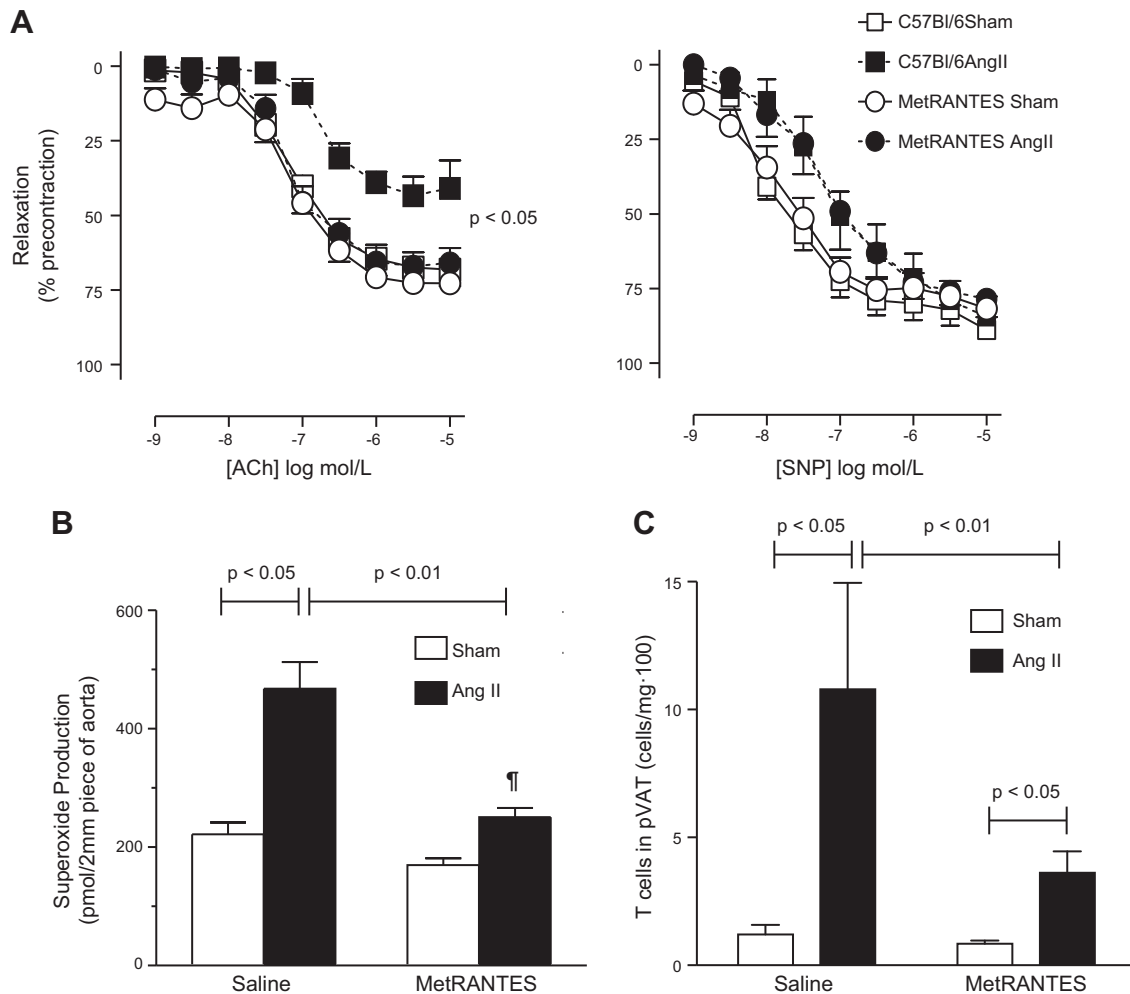 A
C57Bl/6Sham
C57Bl/6AngII
MetRANTES Sham
MetRANTES AngII
Relaxation
(% precontraction)
0
25
50
75
100
p < 0.05
-9
-8
-7
-6
-5
[ACh] log mol/L
0
25
50
75
100
-9
-8
-7
-6
-5
[SNP] log mol/L
B
p < 0.05
p < 0.01
Superoxide Production
(pmol/2mm piece of aorta)
600
400
200
0
Sham
Ang II
¶
Saline
MetRANTES
C
p < 0.05
p < 0.01
T cells in pVAT (cells/mg·100)
15
10
5
0
Sham
Ang II
p < 0.05
Saline
MetRANTES